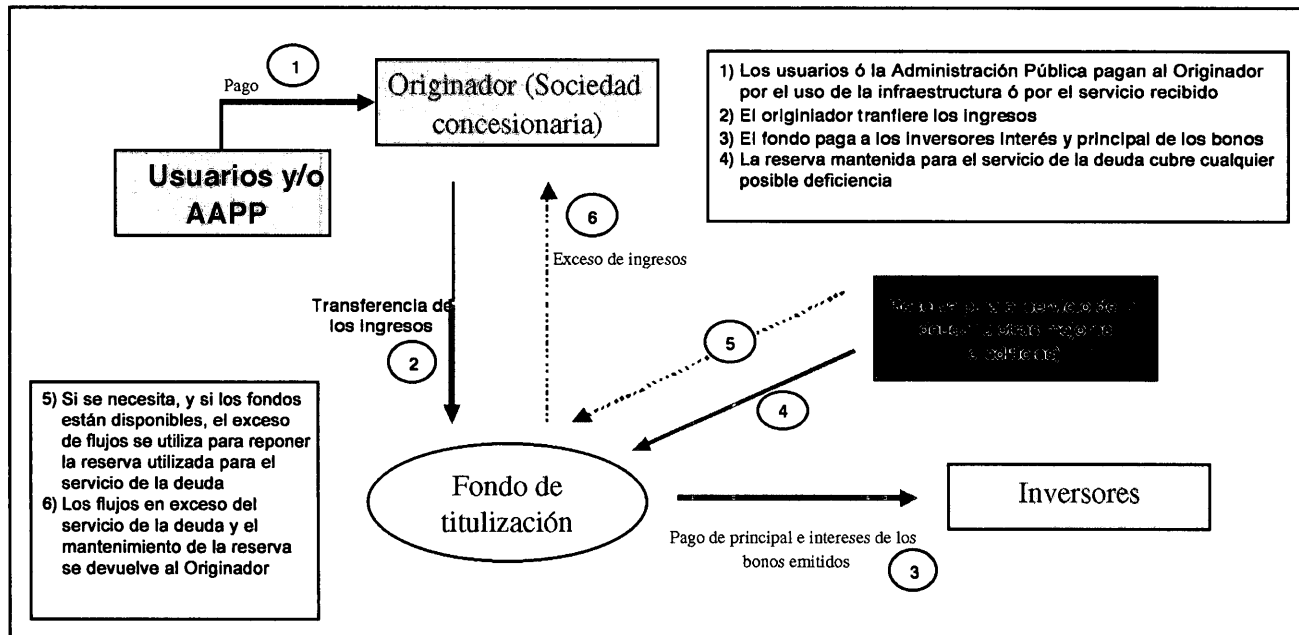 1
Pago
Originador (Sociedad
concesionaria)
Usuarios y/o
AAPP
1) Los usuarios ó la Administración Pública pagan al Originador
por el uso de la infraestructura ó por el servicio recibido
2) El originiador tranfiere los ingresos
3) El fondo paga a los inversores interés y principal de los bonos
4) La reserva mantenida para el servicio de la deuda cubre cualquier
posible deficiencia
6
Exceso de ingresos
Transferencia de
los ingresos
2
5
4
5) Si se necesita, y si los fondos
están disponibles, el exceso
de flujos se utiliza para reponer
la reserva utilizada para el
servicio de la deuda
6) Los flujos en exceso del
servicio de la deuda y el
mantenimiento de la reserva
se devuelve al Originador
Fondo de
titulización
Inversores
Pago de principal e intereses de los
bonos emitidos
3